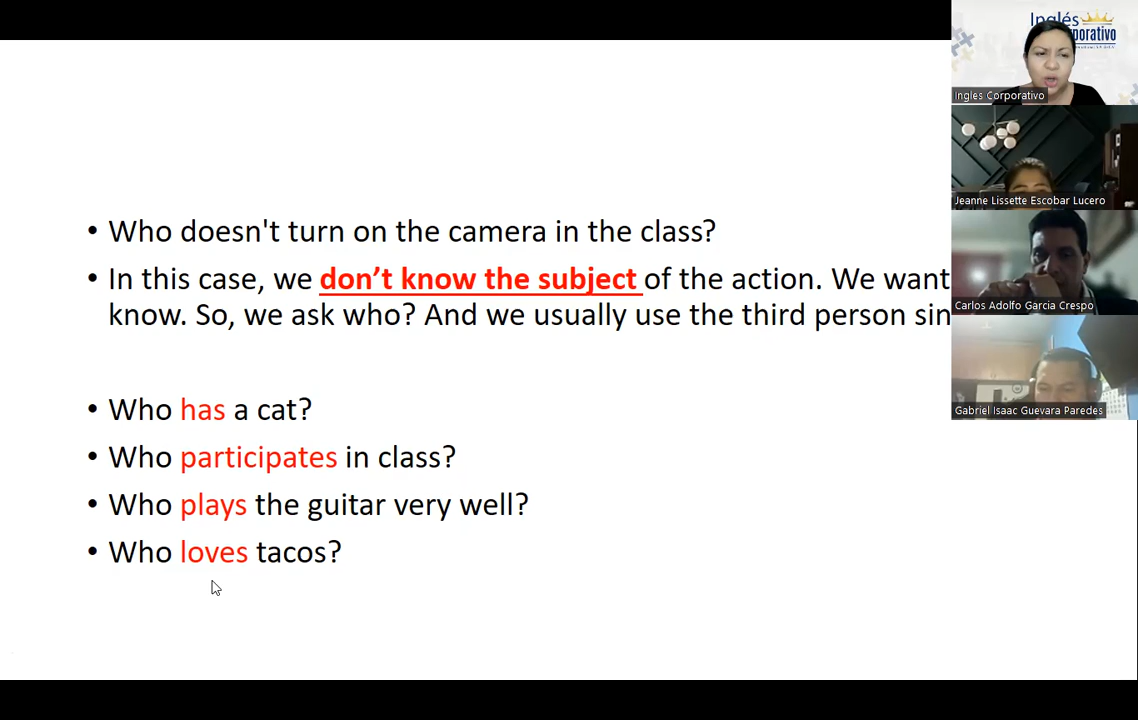 • Who doesn't turn on the camera in the class?
• In this case, we don't know the subject of the action. We want
know. So, we ask who? And we usually use the third person sin
• Who has a cat?
• Who participates in class?
• Who plays the guitar very well?
• Who loves tacos?
Inglés
porativo
Ingles Corporativo
Jeanne Lissette Escobar Lucero
Carlos Adolfo Garcia Crespo
Gabriel Isaac Guevara Paredes